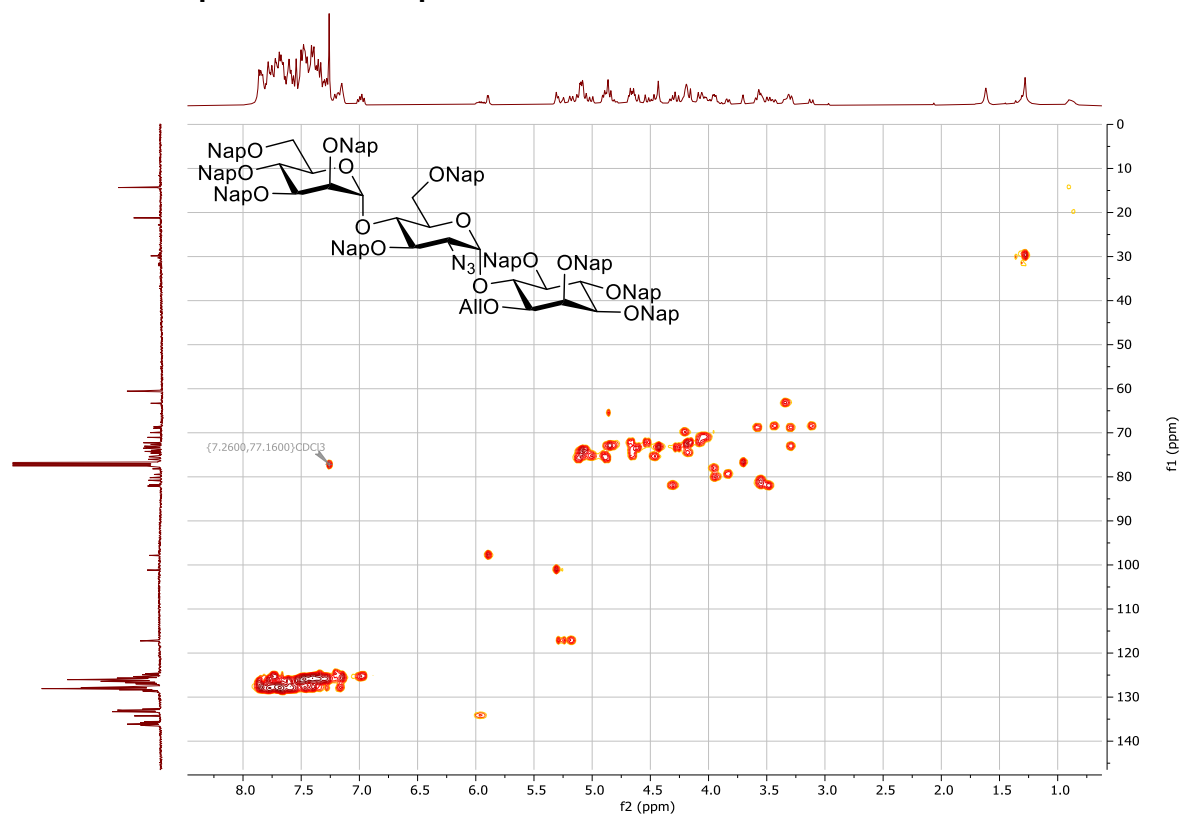 NapO
ONap
NapO
NapO
O
ONap
O
O
NapO
N3
NapO
ONap
O
ONap
AllO
ONap
{7.2600,77.1600}CDCl3
0
10
20
30
40
50
60
70
80
90
100
110
120
130
140
f1 (ppm)
8.0 7.5 7.0 6.5 6.0 5.5 5.0 4.5 4.0 3.5 3.0 2.5 2.0 1.5 1.0
f2 (ppm)